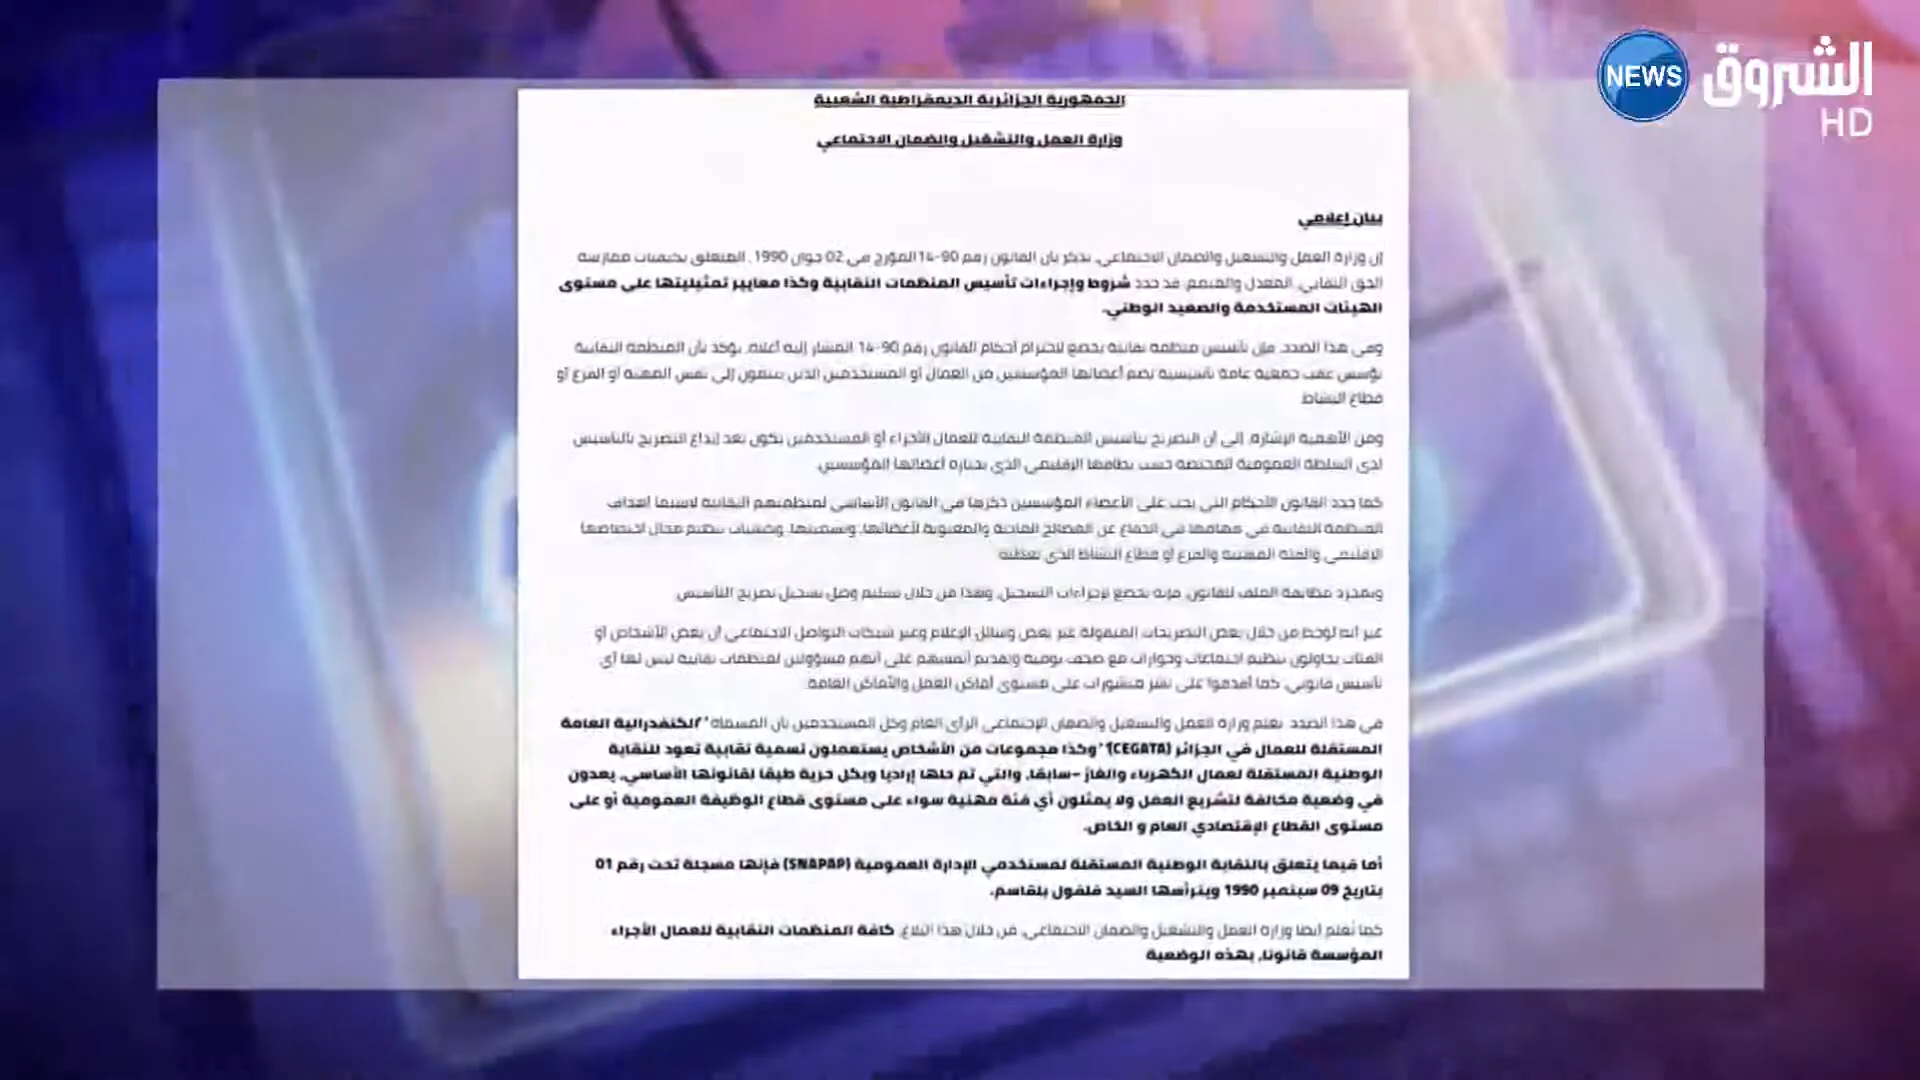 الشروق
NEWS
HD
الجمهورية الجزائرية الديمقراطية الشعبية
وزارة العمل والتشغيل والضمان الاجتماعي
بيان إعلامي
إن وزارة العمل والتشغيل والضمان الاجتماعي، تذكر بأن القانون رقم 90-14 المؤرخ في 02 جوان 1990، المتعلق بكيفيات ممارسة
الحق النقابي، المعدل والمتمم، قد حدد شروط وإجراءات تأسيس المنظمات النقابية وكذا معايير تمثيليتها على مستوى
الهيئات المستخدمة والصعيد الوطني.
وفي هذا الصدد، فإن تأسيس منظمة نقابية يخضع لاحترام أحكام القانون رقم 90-14 المشار إليه أعلاه، يؤكد بأن المنظمة النقابية
تؤسس عقب جمعية عامة تأسيسية تضم أعضائها المؤسسين من العمال أو المستخدمين الذين ينتمون إلى نفس المهنة أو الفرع أو
قطاع النشاط.
ومن الأهمية الإشارة، إلى أن التصريح بتأسيس المنظمة النقابية للعمال الأجراء أو المستخدمين يكون بعد إيداع التصريح بالتأسيس
لدى السلطة العمومية المختصة حسب نطاقها الإقليمي الذي يختاره أعضائها المؤسسين.
كما حدد القانون الأحكام التي يجب على الأعضاء المؤسسين ذكرها في القانون الأساسي لمنظمتهم النقابية لاسيما أهداف
المنظمة النقابية في مهامها في الدفاع عن المصالح المادية والمعنوية لأعضائها، وتسميتها، وكيفيات تنظيم مجال اختصاصها
الإقليمي والفئة المهنية والفرع أو قطاع النشاط الذي تغطيه
وبمجرد مطابقة الملف للقانون، فإنه يخضع لإجراءات التسجيل، وهذا من خلال تسليم وصل تسجيل تصريح التأسيس
غير أنه لوحظ من خلال بعض التصريحات المنقولة عبر بعض وسائل الإعلام وعبر شبكات التواصل الاجتماعي أن بعض الأشخاص أو
الفئات يحاولون تنظيم اجتماعات وحوارات مع صحف يومية وتقديم أنفسهم على أنهم مسؤولين لمنظمات نقابية ليس لها أي
تأسيس قانوني، كما أقدموا على نشر منشورات على مستوى أماكن العمل والأماكن العامة.
في هذا الصدد، تعلم وزارة العمل والتشغيل والضمان الإجتماعي الرأي العام وكل المستخدمين بأن المسماة "الكنفدرالية العامة
المستقلة للعمال في الجزائر (CEGATA)" وكذا مجموعات من الأشخاص يستعملون تسمية نقابية تعود للنقابة
الوطنية المستقلة لعمال الكهرباء والغاز –سابقا، والتي تم حلها إراديا وبكل حرية طبقا لقانونها الأساسي، يعدون
في وضعية مخالفة لتشريع العمل ولا يمثلون أي فئة مهنية سواء على مستوى قطاع الوظيفة العمومية أو على
مستوى القطاع الإقتصادي العام و الخاص.
أما فيما يتعلق بالنقابة الوطنية المستقلة لمستخدمي الإدارة العمومية (SNAPAP) فإنها مسجلة تحت رقم 01
بتاريخ 09 سبتمبر 1990 ويترأسها السيد فلفول بلقاسم.
كما تُعلم أيضا وزارة العمل والتشغيل والضمان الاجتماعي، من خلال هذا البلاغ، كافة المنظمات النقابية للعمال الأجراء
المؤسسة قانونا، بهذه الوضعية